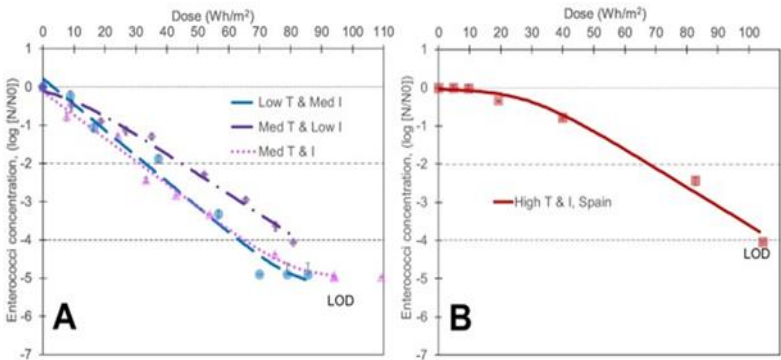 Dose (Wh/m²)
0 10 20 30 40 50 60 70 80 90 100 110
1
0
-1
-2
-3
-4
-5
-6
-7
Enterococci concentration, (log [N/N0])
Low T & Med I
Med T & Low I
Med T & I
LOD
A
Dose (Wh/m²)
0 10 20 30 40 50 60 70 80 90 100
1
0
-1
-2
-3
-4
-5
-6
-7
Enterococci concentration, (log [N/N0])
High T & I, Spain
LOD
B